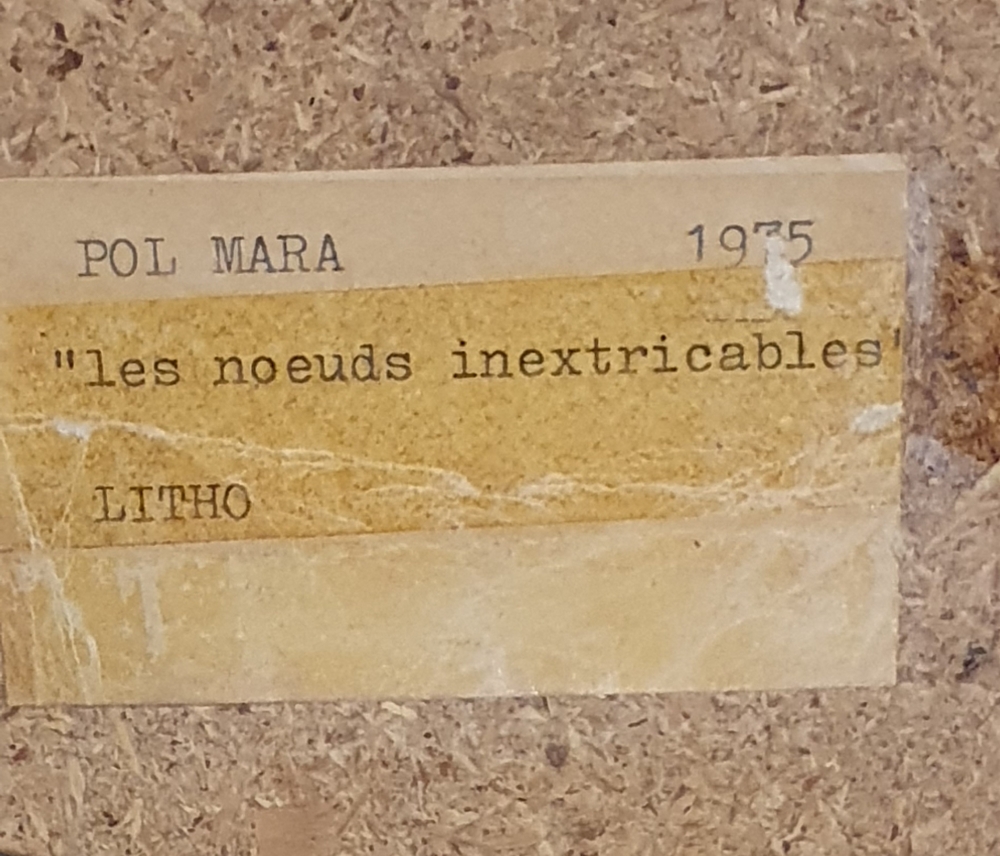 POL MARA 1975
"les noeuds inextricables"
LITHO